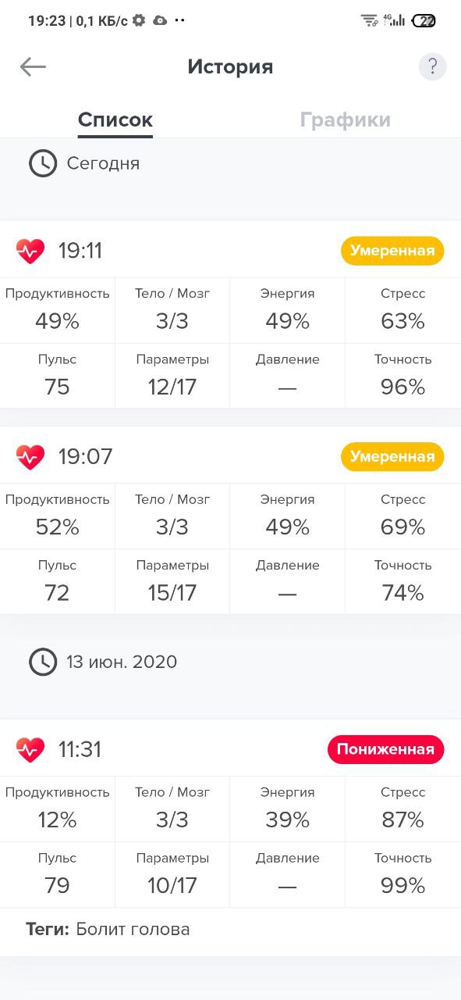 19:23 | 0,1 КБ/с
4G 22
История ?
Список Графики
Сегодня
19:11 Умеренная
Продуктивность Тело / Мозг Энергия Стресс
49% 3/3 49% 63%
Пульс Параметры Давление Точность
75 12/17 — 96%
19:07 Умеренная
Продуктивность Тело / Мозг Энергия Стресс
52% 3/3 49% 69%
Пульс Параметры Давление Точность
72 15/17 — 74%
13 июн. 2020
11:31 Пониженная
Продуктивность Тело / Мозг Энергия Стресс
12% 3/3 39% 87%
Пульс Параметры Давление Точность
79 10/17 — 99%
Теги: Болит голова